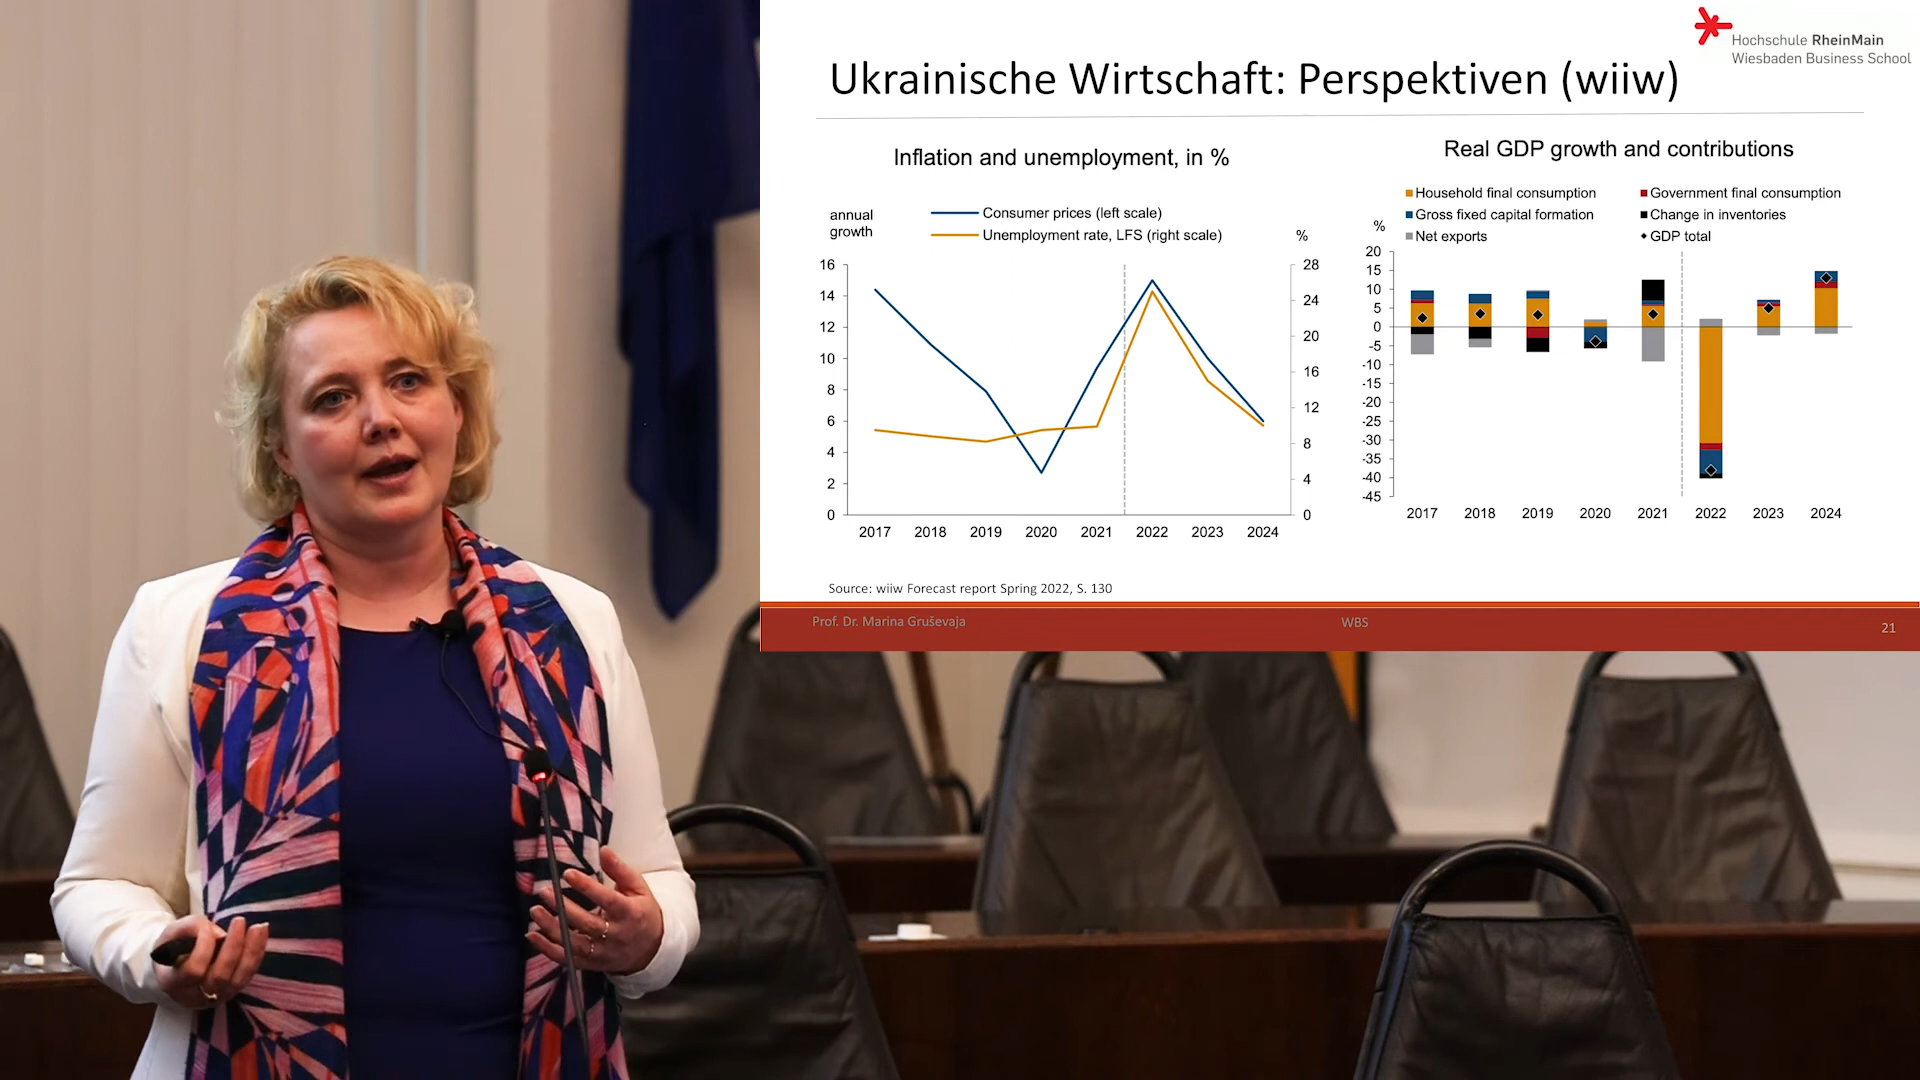 Hochschule RheinMain
Wiesbaden Business School
Ukrainische Wirtschaft: Perspektiven (wiiw)
Inflation and unemployment, in %
annual
growth
Consumer prices (left scale)
Unemployment rate, LFS (right scale)
%
16
14
12
10
8
6
4
2
0
28
24
20
16
12
8
4
0
2017 2018 2019 2020 2021 2022 2023 2024
Real GDP growth and contributions
Household final consumption
Government final consumption
Gross fixed capital formation
Change in inventories
Net exports
GDP total
%
20
15
10
5
0
-5
-10
-15
-20
-25
-30
-35
-40
-45
2017 2018 2019 2020 2021 2022 2023 2024
Source: wiiw Forecast report Spring 2022, S. 130
Prof. Dr. Marina Gruševaja
WBS
21